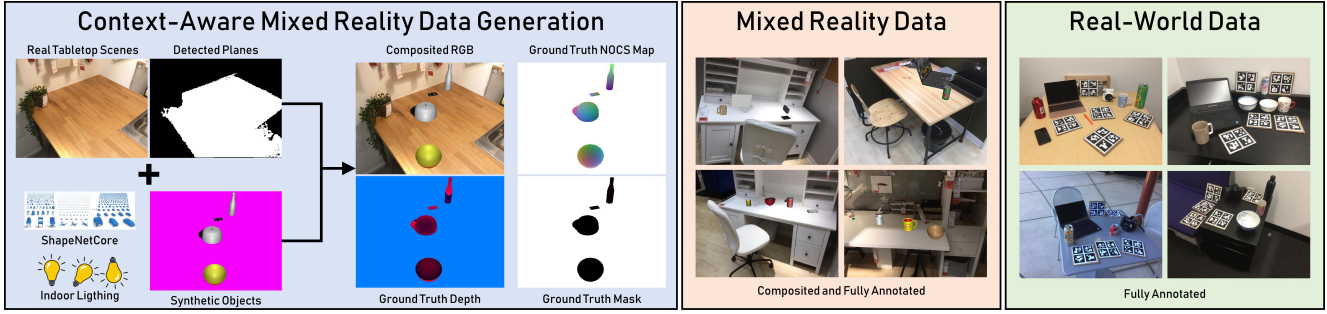 Context-Aware Mixed Reality Data Generation
Real Tabletop Scenes
Detected Planes
Composited RGB
Ground Truth NOCS Map
ShapeNetCore
Indoor Ligthing
Synthetic Objects
Ground Truth Depth
Ground Truth Mask
Mixed Reality Data
Composited and Fully Annotated
Real-World Data
Fully Annotated